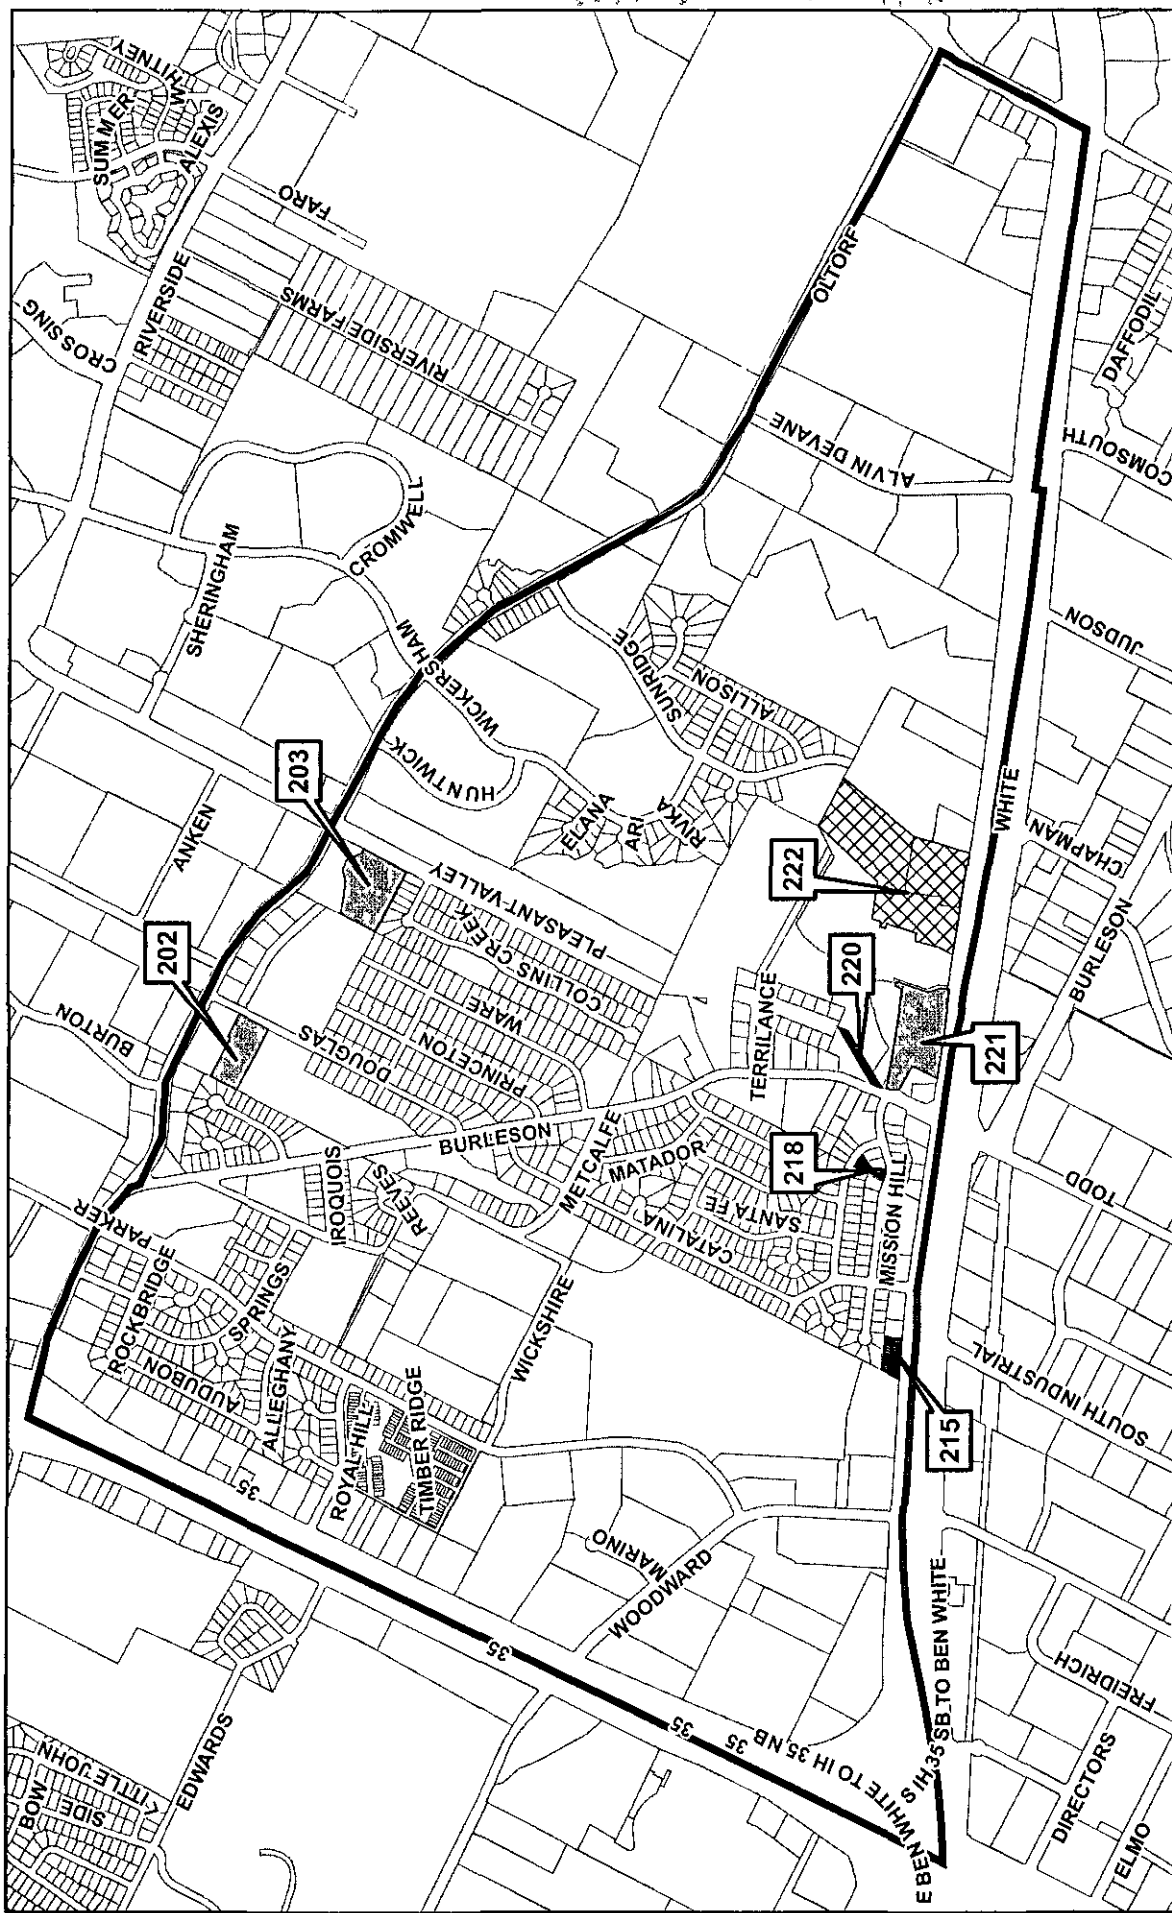 WHITNEY
SUMMER
ALEXIS
FARO
CROSSING
RIVERSIDE
RIVERSIDE FARMS
OLTORF
DAFFODIL
COMSOUTH
ALVIN DEVANE
CROMWELL
SHERINGHAM
WICKERSHAM
HUNTWICK
SUNRIDGE
ALLISON
JUDSON
ELANA
ARI
RIVKA
203
ANKEN
202
BURTON
PLEASANT VALLEY
COLLINS CREEK
WARE
PRINCETON
DOUGLAS
222
WHITE
CHAPMAN
BURLESON
220
221
TERRILANCE
BURLESON
METCALFE
MATADOR
SANTA FE
CATALINA
218
MISSION HILL
TODD
PARKER
IROQUOIS
REEVES
ROCKBRIDGE
SPRINGS
AUDUBON
ALLEGHANY
ROYAL HILL
TIMBER RIDGE
WICKSHIRE
215
SOUTH INDUSTRIAL
35
35
35
35
MARINO
WOODWARD
EDWARDS
LITTLE JOHN
SIDE
BOW
E BEN WHITE TO IH 35 NB
S IH 35 SB TO BEN WHITE
FREIDRICH
DIRECTORS
ELMO